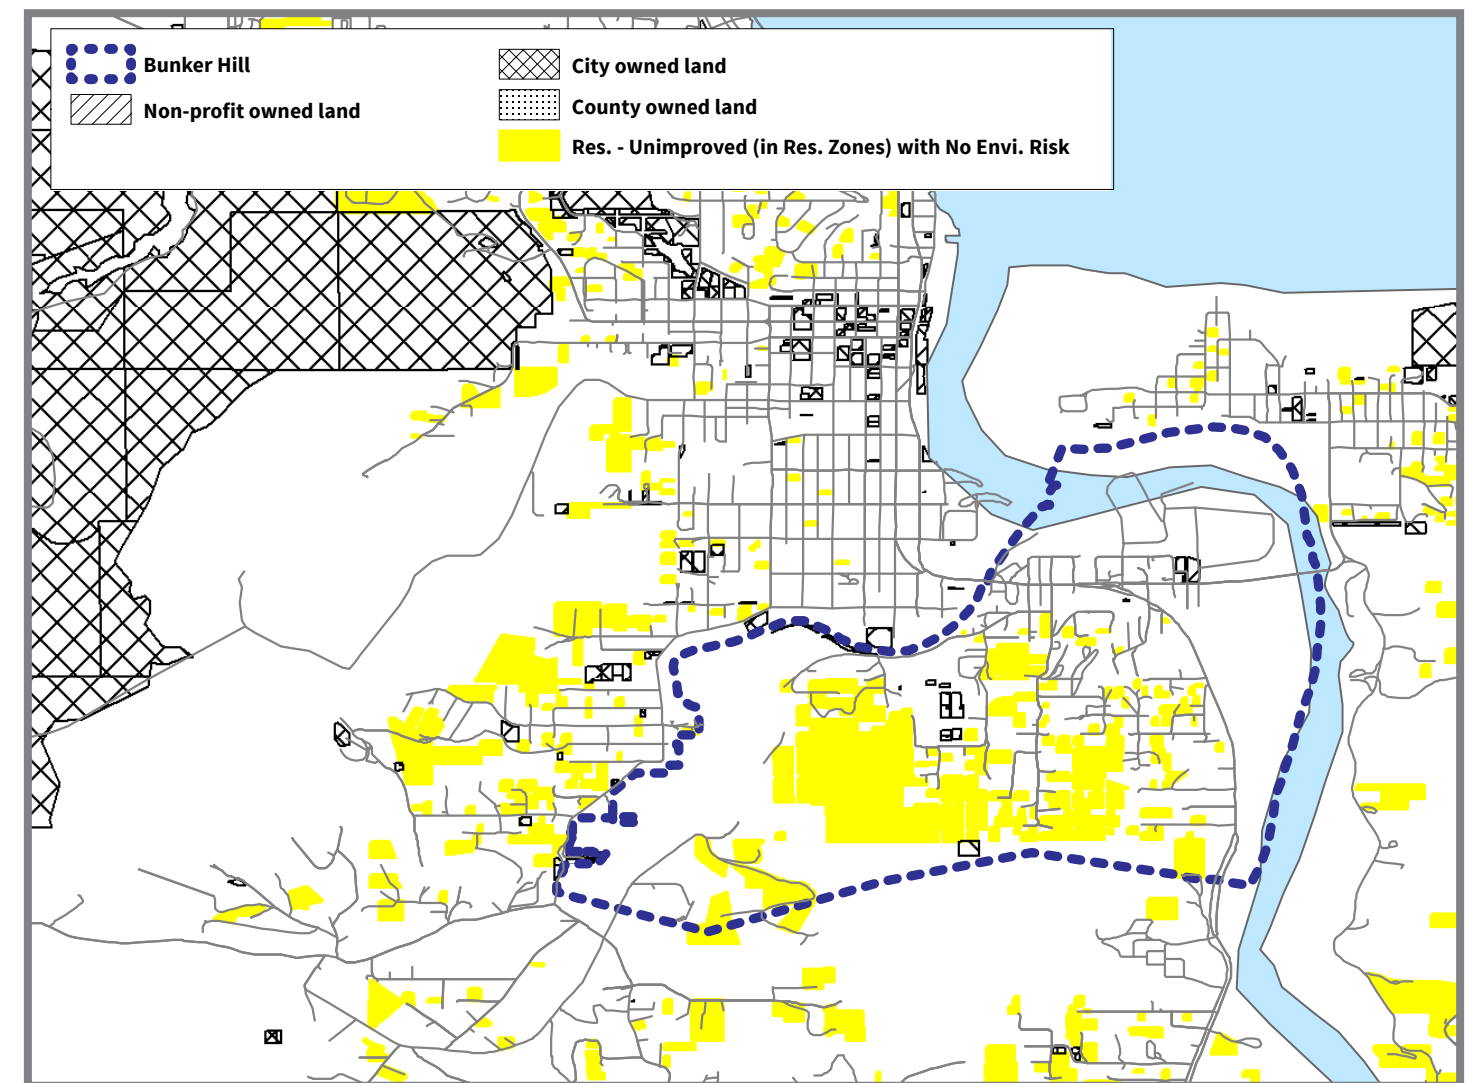 Bunker Hill
Non-profit owned land
City owned land
County owned land
Res. - Unimproved (in Res. Zones) with No Envi. Risk